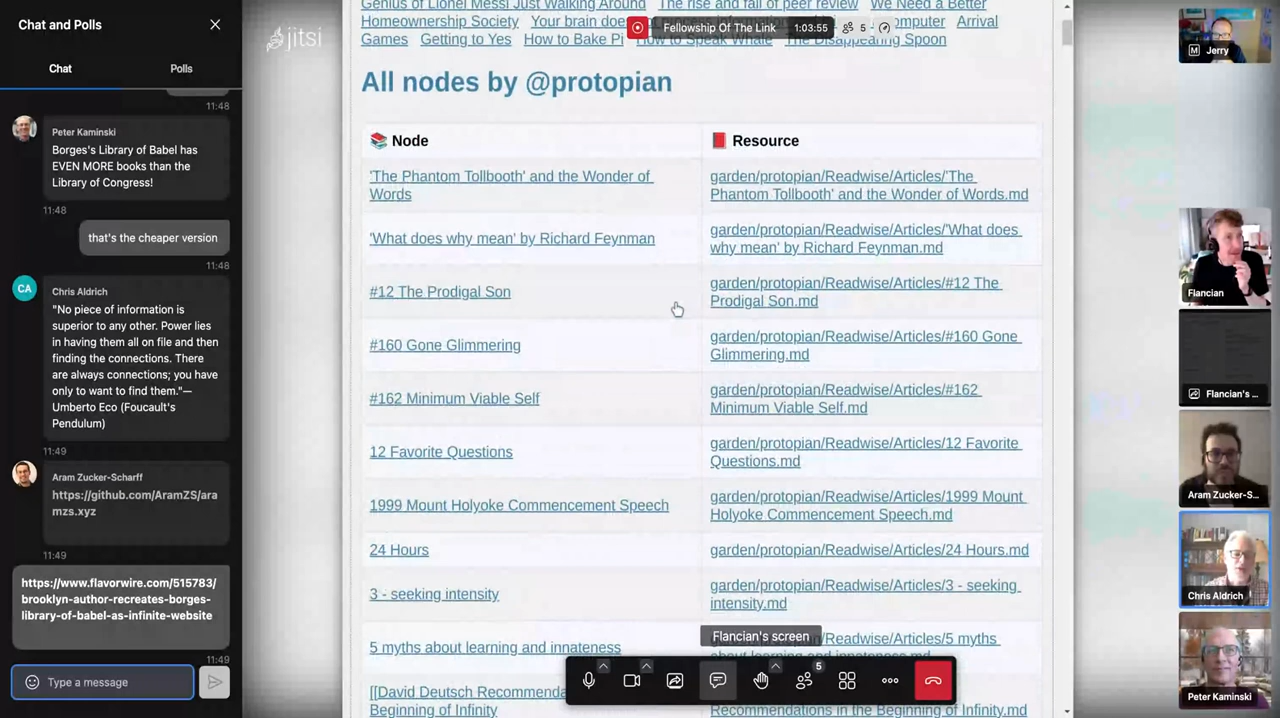 Chat and Polls
Chat
Polls
11:48
Peter Kaminski
Borges's Library of Babel has
EVEN MORE books than the
Library of Congress!
11:48
that's the cheaper version
11:48
CA
Chris Aldrich
"No piece of information is
superior to any other. Power lies
in having them all on file and then
finding the connections. There
are always connections; you have
only to want to find them."—
Umberto Eco (Foucault's
Pendulum)
11:49
Aram Zucker-Scharff
https://github.com/AramZS/ara
mzs.xyz
11:49
https://www.flavorwire.com/515783/
brooklyn-author-recreates-borges-
library-of-babel-as-infinite-website
11:49
Type a message
jitsi
Genius of Lionel Messi Just Walking Around The rise and fall of peer review We Need a Better
Homeownership Society Your brain does Arrival
Games Getting to Yes How to Bake Pi How to Speak Whale The Disappearing Spoon
Fellowship Of The Link 1:03:55 5
All nodes by @protopian
Node Resource
'The Phantom Tollbooth' and the Wonder of
Words
garden/protopian/Readwise/Articles/'The
Phantom Tollbooth' and the Wonder of Words.md
'What does why mean' by Richard Feynman
garden/protopian/Readwise/Articles/'What does
why mean' by Richard Feynman.md
#12 The Prodigal Son
garden/protopian/Readwise/Articles/#12 The
Prodigal Son.md
#160 Gone Glimmering
garden/protopian/Readwise/Articles/#160 Gone
Glimmering.md
#162 Minimum Viable Self
garden/protopian/Readwise/Articles/#162
Minimum Viable Self.md
12 Favorite Questions
garden/protopian/Readwise/Articles/12 Favorite
Questions.md
1999 Mount Holyoke Commencement Speech
garden/protopian/Readwise/Articles/1999 Mount
Holyoke Commencement Speech.md
24 Hours
garden/protopian/Readwise/Articles/24 Hours.md
3 - seeking intensity
garden/protopian/Readwise/Articles/3 - seeking
intensity.md
5 myths about learning and innateness
garden/protopian/Readwise/Articles/5 myths
about learning and innateness.md
[[David Deutsch Recommenda
Beginning of Infinity
Recommendations in the Beginning of Infinity.md
Flancian's screen
5
M Jerry
Flancian
Flancian's ...
Aram Zucker-S...
Chris Aldrich
Peter Kaminski